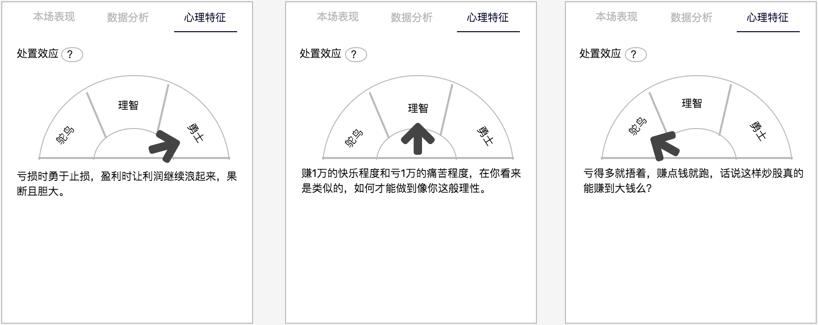 本场表现 数据分析 心理特征
处置效应 ?
理智
鸵鸟
勇士
亏损时勇于止损，盈利时让利润继续浪起来，果
断且胆大。
本场表现 数据分析 心理特征
处置效应 ?
理智
鸵鸟
勇士
赚1万的快乐程度和亏1万的痛苦程度，在你看来
是类似的，如何才能做到像你这般理性。
本场表现 数据分析 心理特征
处置效应 ?
理智
鸵鸟
勇士
亏得多就捂着，赚点钱就跑，话说这样炒股真的
能赚到大钱么？